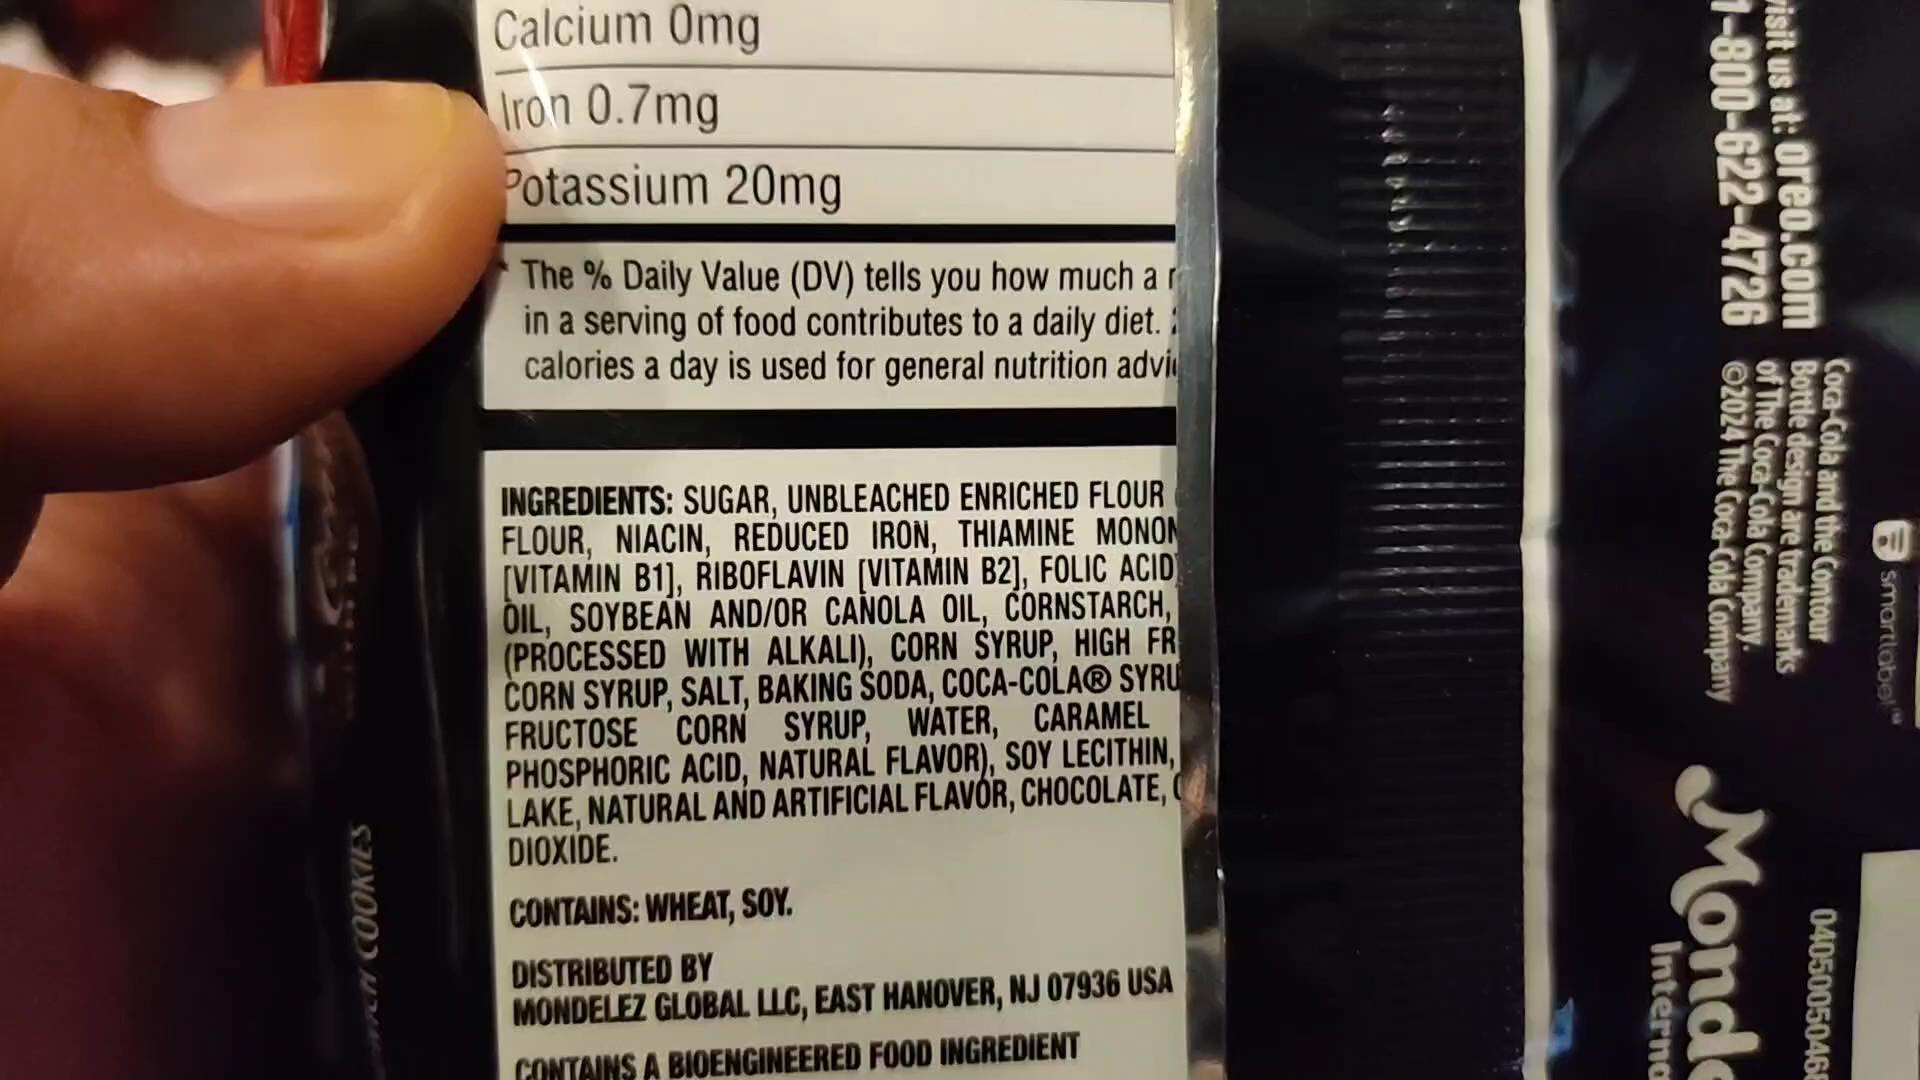 Calcium 0mg
Iron 0.7mg
Potassium 20mg
* The % Daily Value (DV) tells you how much a
in a serving of food contributes to a daily diet.
calories a day is used for general nutrition
INGREDIENTS: SUGAR, UNBLEACHED ENRICHED FLOUR
FLOUR, NIACIN, REDUCED IRON, THIAMINE
[VITAMIN B1], RIBOFLAVIN [VITAMIN B2], FOLIC ACID
OIL, SOYBEAN AND/OR CANOLA OIL, CORNSTARCH,
(PROCESSED WITH ALKALI), CORN SYRUP, HIGH
CORN SYRUP, SALT, BAKING SODA, COCA-COLA®
FRUCTOSE CORN SYRUP, WATER, CARAMEL
PHOSPHORIC ACID, NATURAL FLAVOR), SOY LECITHIN,
LAKE, NATURAL AND ARTIFICIAL FLAVOR, CHOCOLATE,
DIOXIDE.
CONTAINS: WHEAT, SOY.
DISTRIBUTED BY
MONDELEZ GLOBAL LLC, EAST HANOVER, NJ 07936 USA
CONTAINS A BIOENGINEERED FOOD INGREDIENT
COOKIES
visit us at: oreo.com
1-800-622-4726
Coca-Cola and the Contour
Bottle design are trademarks
of The Coca-Cola Company.
©2024 The Coca-Cola Company
smartlabel™